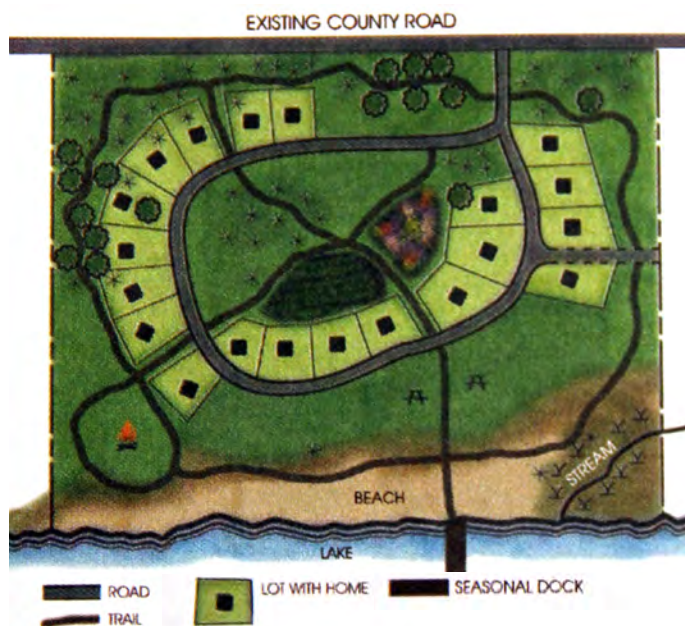 EXISTING COUNTY ROAD
STREAM
BEACH
LAKE
ROAD
LOT WITH HOME
SEASONAL DOCK
TRAIL